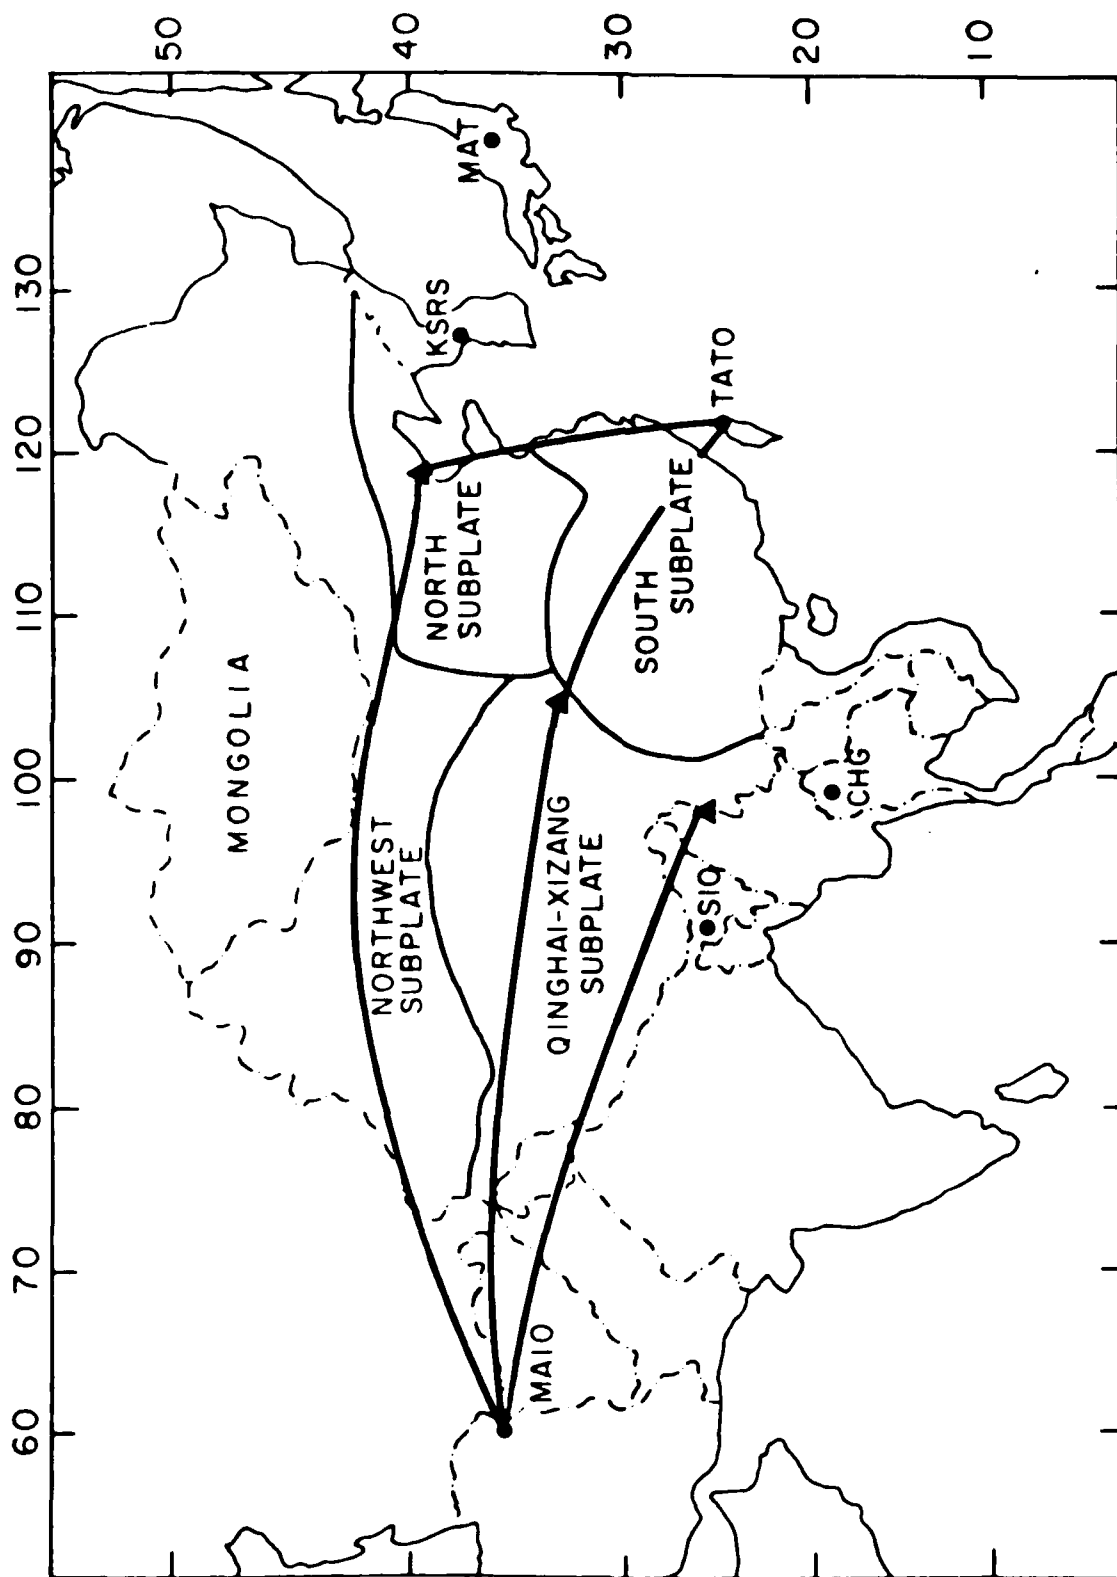 60
70
80
90
100
110
120
130
50
40
30
20
10
MONGOLIA
NORTHWEST
SUBPLATE
NORTH
SUBPLATE
QINGHAI-XIZANG
SUBPLATE
SOUTH
SUBPLATE
MAIO
SIO
CHG
TATO
KSRS
MAT